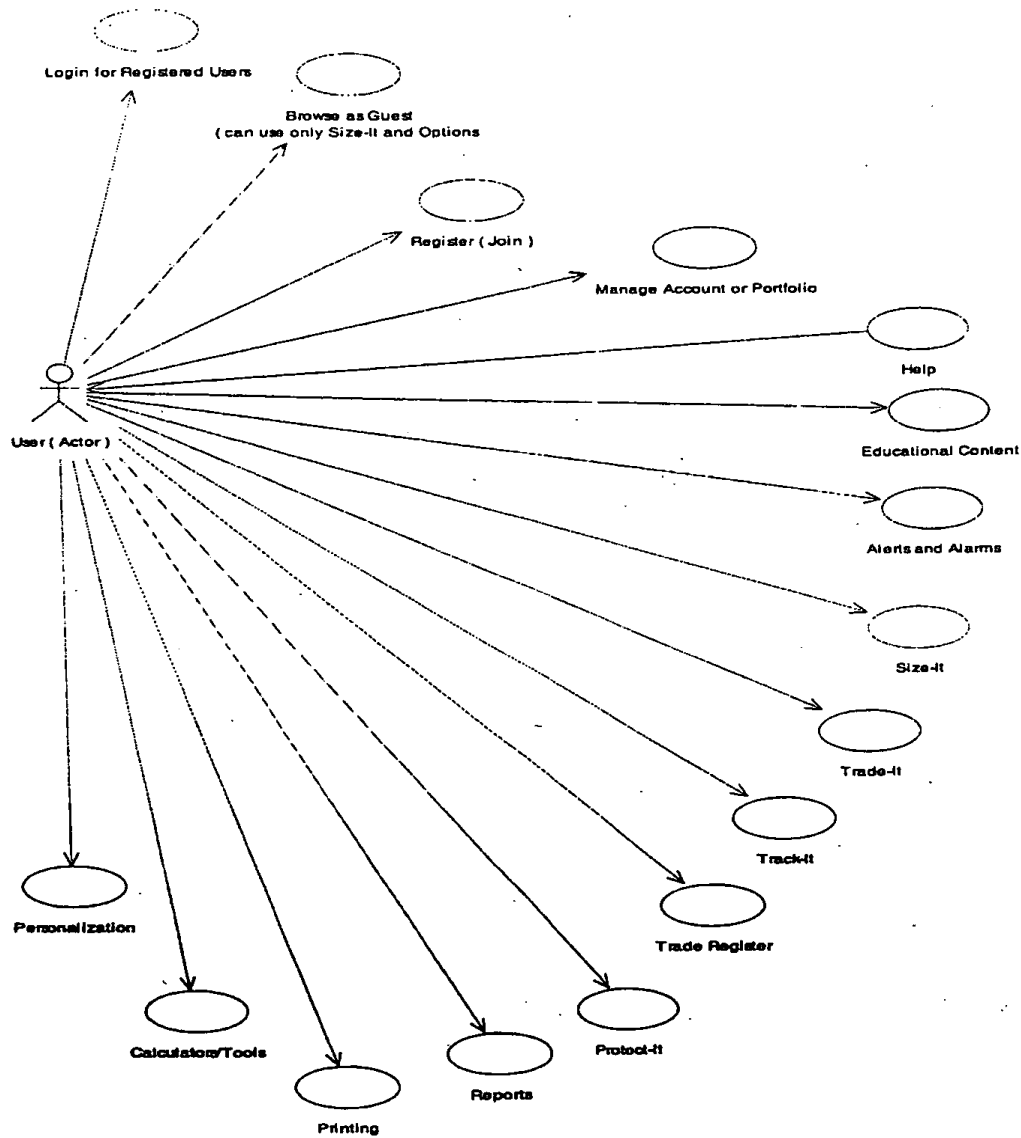 Login for Registered Users
Browse as Guest
( can use only Size-It and Options
Register ( Join )
Manage Account or Portfolio
Help
User ( Actor )
Educational Content
Alerts and Alarms
Size-It
Trade-It
Track-It
Personalization
Trade Register
Calculators/Tools
Protect-It
Reports
Printing